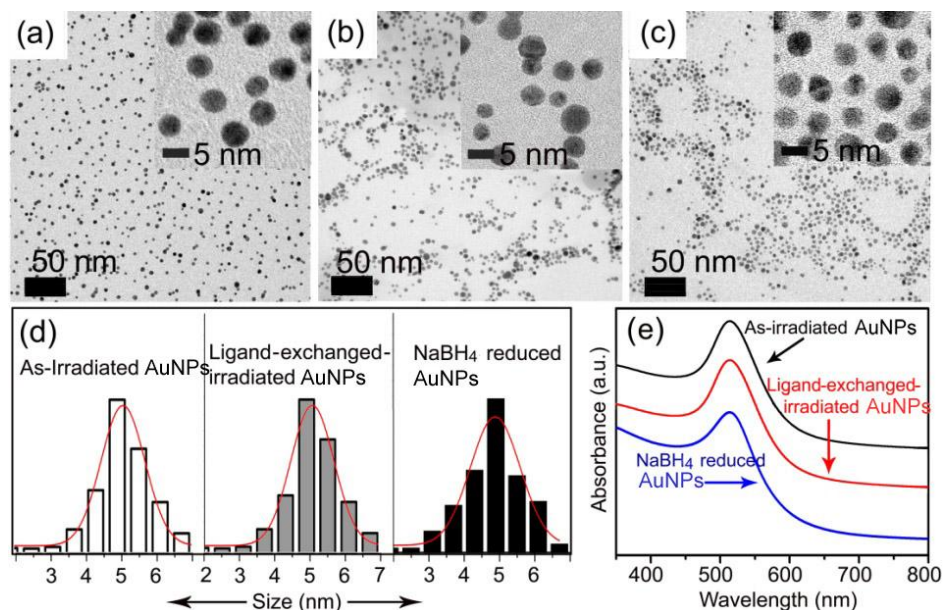 (a)
5 nm
50 nm
(b)
5 nm
50 nm
(c)
5 nm
50 nm
(d)
As-Irradiated AuNPs
Ligand-exchanged-
irradiated AuNPs
NaBH4 reduced
AuNPs
3 4 5 6 2 3 4 5 6 7 3 4 5 6
Size (nm)
(e)
Absorbance (a.u.)
As-irradiated AuNPs
Ligand-exchanged-
irradiated AuNPs
NaBH4 reduced
AuNPs
400 500 600 700 800
Wavelength (nm)